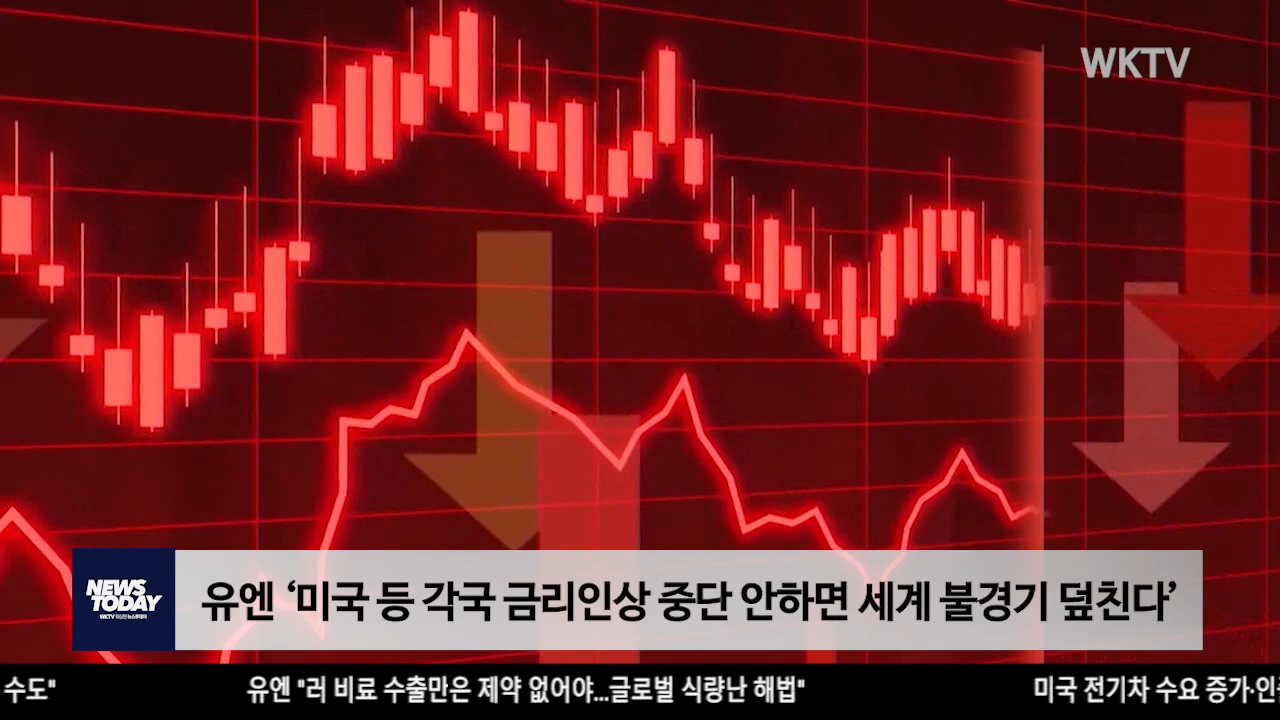 WKTV
NEWS
TODAY
유엔 ‘미국 등 각국 금리인상 중단 안하면 세계 불경기 덮친다’
수도" 유엔 "러 비료 수출만은 제약 없어야...글로벌 식량난 해법" 미국 전기차 수요 증가·인